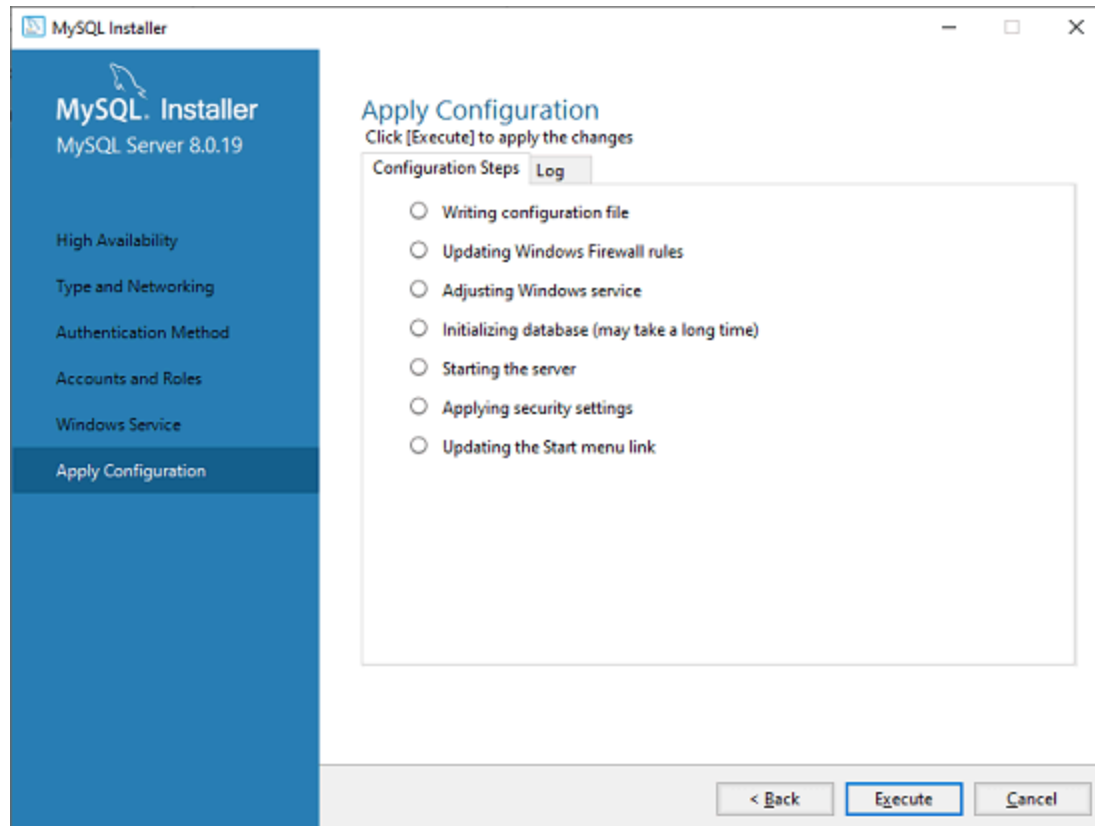 MySQL Installer
MySQL. Installer
MySQL Server 8.0.19
High Availability
Type and Networking
Authentication Method
Accounts and Roles
Windows Service
Apply Configuration
Apply Configuration
Click [Execute] to apply the changes
Configuration Steps Log
Writing configuration file
Updating Windows Firewall rules
Adjusting Windows service
Initializing database (may take a long time)
Starting the server
Applying security settings
Updating the Start menu link
< Back Execute Cancel